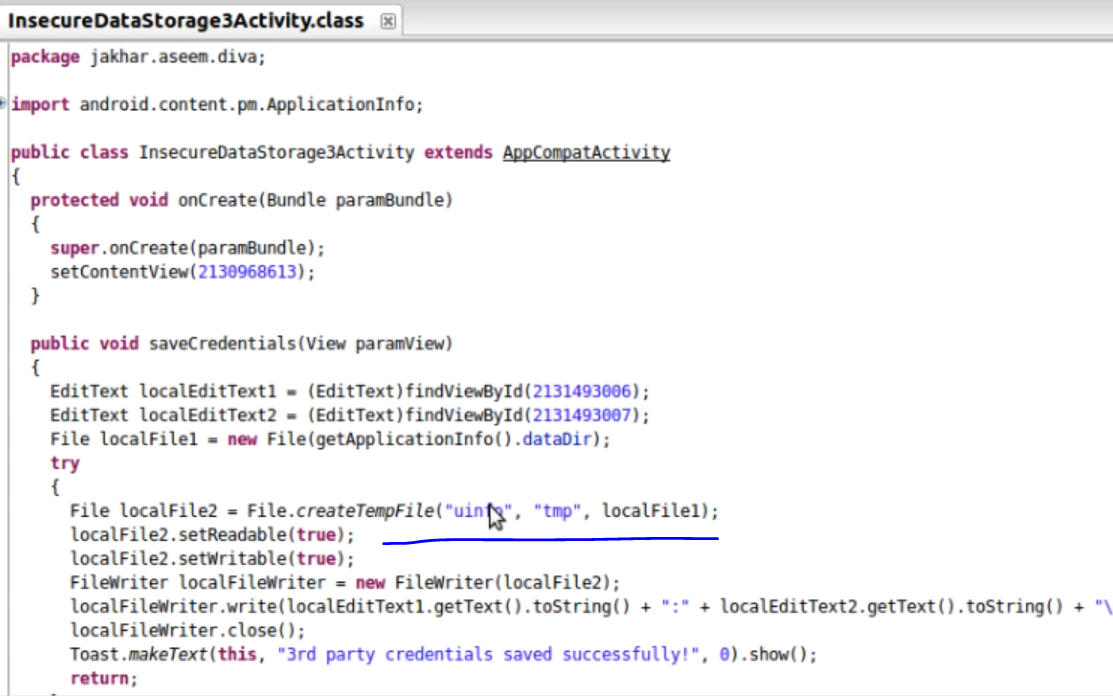 InsecureDataStorage3Activity.class
package jakhar.aseem.diva;
import android.content.pm.ApplicationInfo;
public class InsecureDataStorage3Activity extends AppCompatActivity
{
protected void onCreate(Bundle paramBundle)
{
super.onCreate(paramBundle);
setContentView(2130968613);
}
public void saveCredentials(View paramView)
{
EditText localEditText1 = (EditText)findViewById(2131493006);
EditText localEditText2 = (EditText)findViewById(2131493007);
File localFile1 = new File(getApplicationInfo().dataDir);
try
{
File localFile2 = File.createTempFile("uinfo", "tmp", localFile1);
localFile2.setReadable(true);
localFile2.setWritable(true);
FileWriter localFileWriter = new FileWriter(localFile2);
localFileWriter.write(localEditText1.getText().toString() + ":" + localEditText2.getText().toString() + "\
localFileWriter.close();
Toast.makeText(this, "3rd party credentials saved successfully!", 0).show();
return;